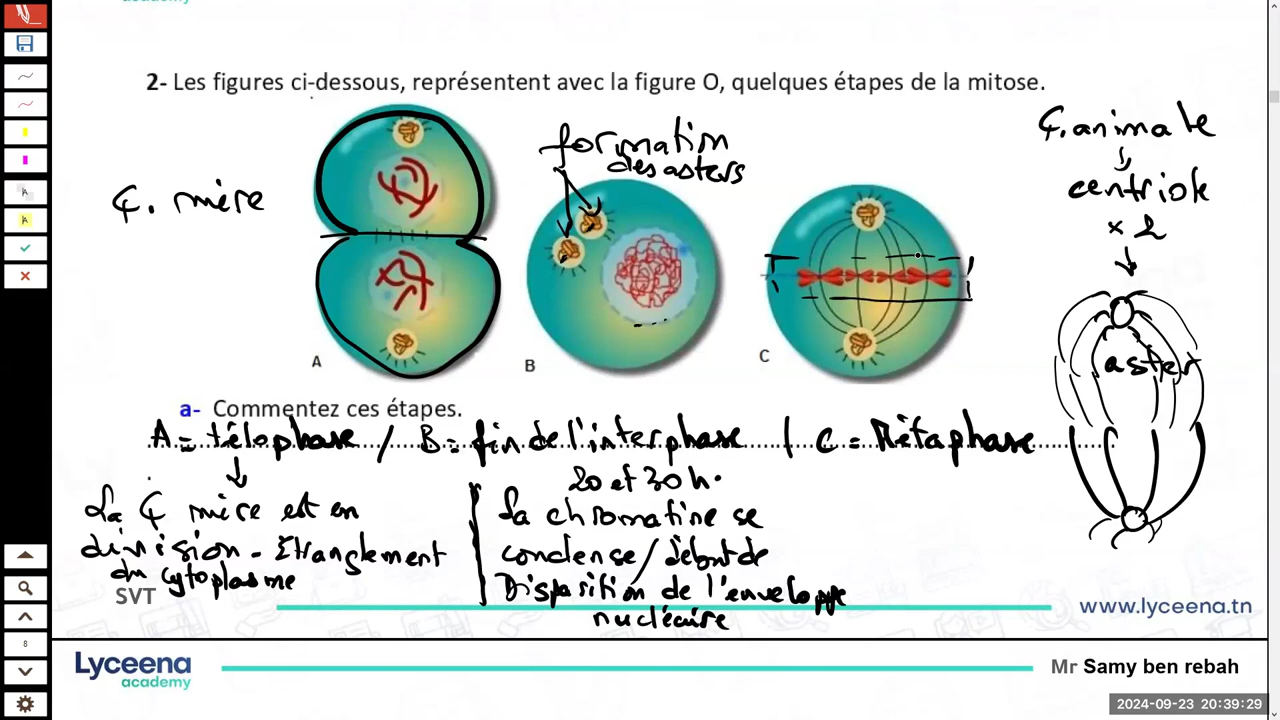 academy
2- Les figures ci-dessous, représentent avec la figure O, quelques étapes de la mitose.
ç. mère
formation
des asters
ç. animale
centriole
× 2
aster
A
B
C
a- Commentez ces étapes.
A = télophase / B = fin de l'interphase / C = Métaphase
20 et 30 h.
La ç mère est en
division - Etranglement
du cytoplasme
La chromatine se
condense / début de
Disparition de l'enveloppe
nucléaire
SVT
www.lyceena.tn
8
Lyceena
academy
Mr Samy ben rebah
2024-09-23 20:39:29